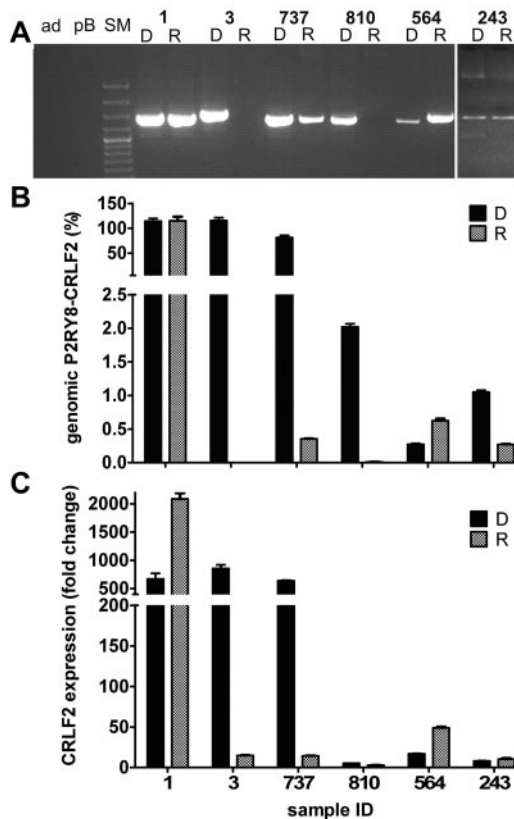 A
ad pB SM 1 3 737 810 564 243
D R D R D R D R D R D R
B
genomic P2RY8-CRLF2 (%)
150
100
50
2.5
2.0
1.5
1.0
0.5
0.0
D
R
C
CRLF2 expression (fold change)
2000
1500
1000
500
200
150
100
50
0
D
R
1 3 737 810 564 243
sample ID